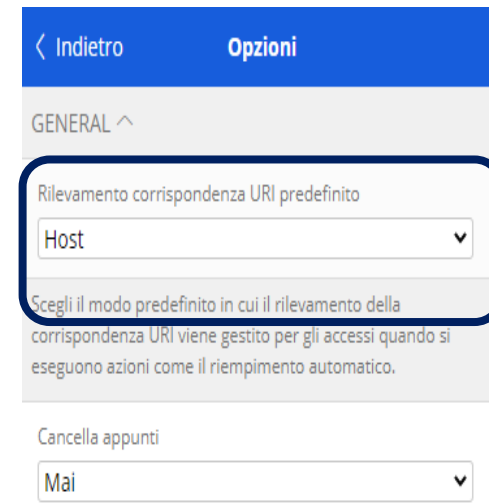 Indietro Opzioni
GENERAL
Rilevamento corrispondenza URI predefinito
Host
Scegli il modo predefinito in cui il rilevamento della
corrispondenza URI viene gestito per gli accessi quando si
eseguono azioni come il riempimento automatico.
Cancella appunti
Mai